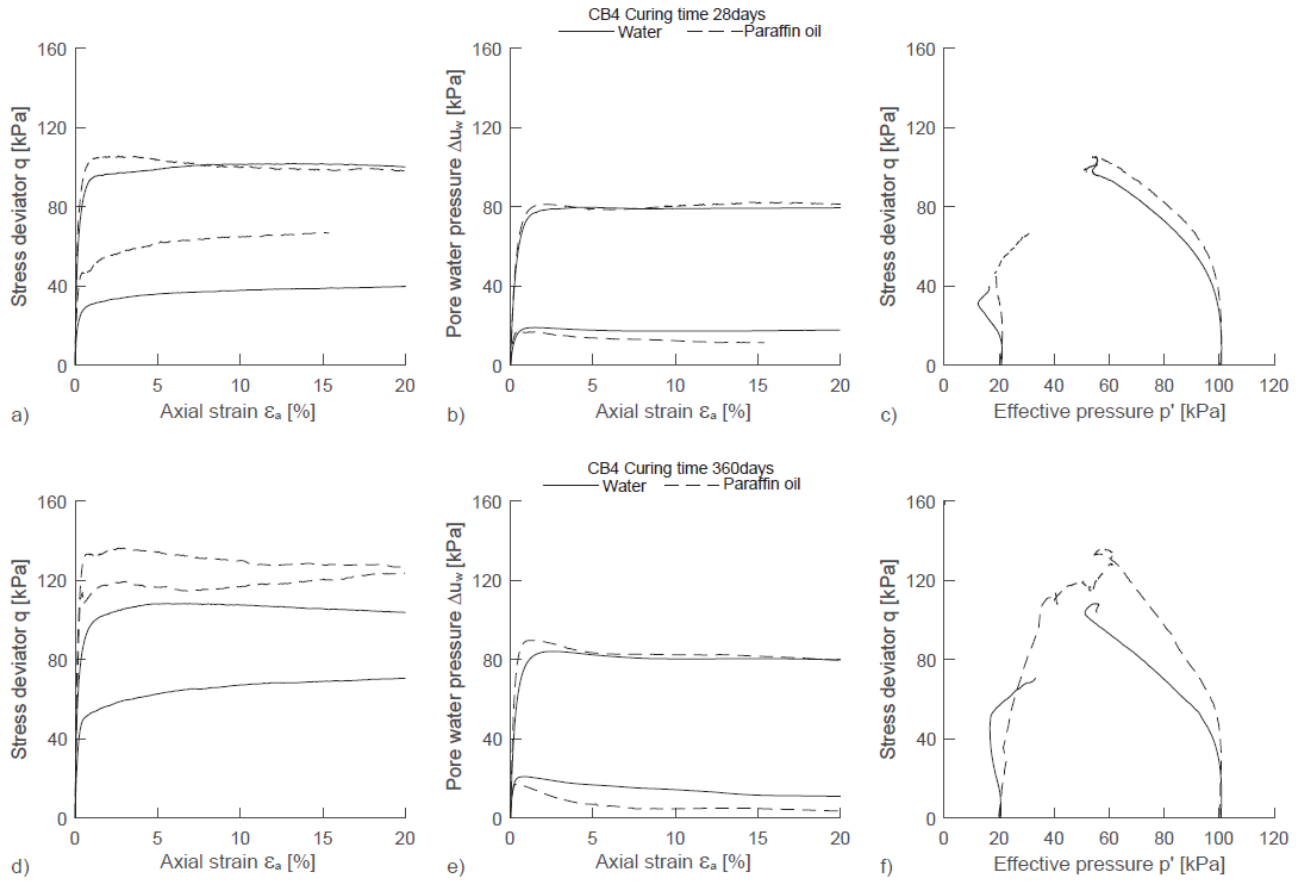 CB4 Curing time 28days
Water Paraffin oil
160
120
80
40
0
0 5 10 15 20
Stress deviator q [kPa]
Axial strain εₐ [%]
a)
160
120
80
40
0
0 5 10 15 20
Pore water pressure Δu_w [kPa]
Axial strain εₐ [%]
b)
160
120
80
40
0
0 20 40 60 80 100 120
Stress deviator q [kPa]
Effective pressure p' [kPa]
c)
CB4 Curing time 360days
Water Paraffin oil
160
120
80
40
0
0 5 10 15 20
Stress deviator q [kPa]
Axial strain εₐ [%]
d)
160
120
80
40
0
0 5 10 15 20
Pore water pressure Δu_w [kPa]
Axial strain εₐ [%]
e)
160
120
80
40
0
0 20 40 60 80 100 120
Stress deviator q [kPa]
Effective pressure p' [kPa]
f)